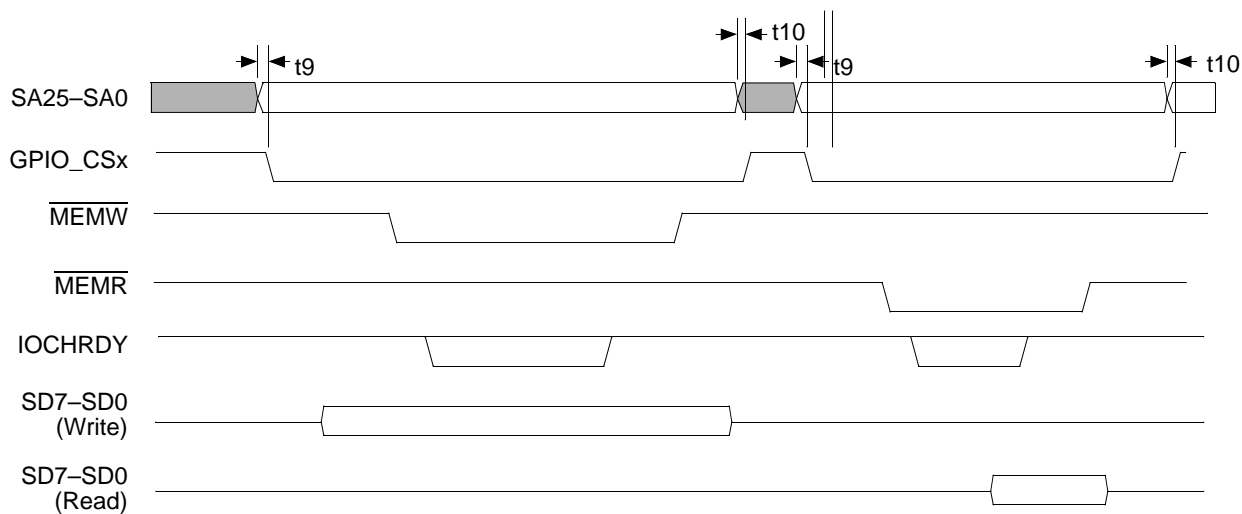 t10
t9
t9
t10
SA25–SA0
GPIO_CSx
MEMW
MEMR
IOCHRDY
SD7–SD0
(Write)
SD7–SD0
(Read)